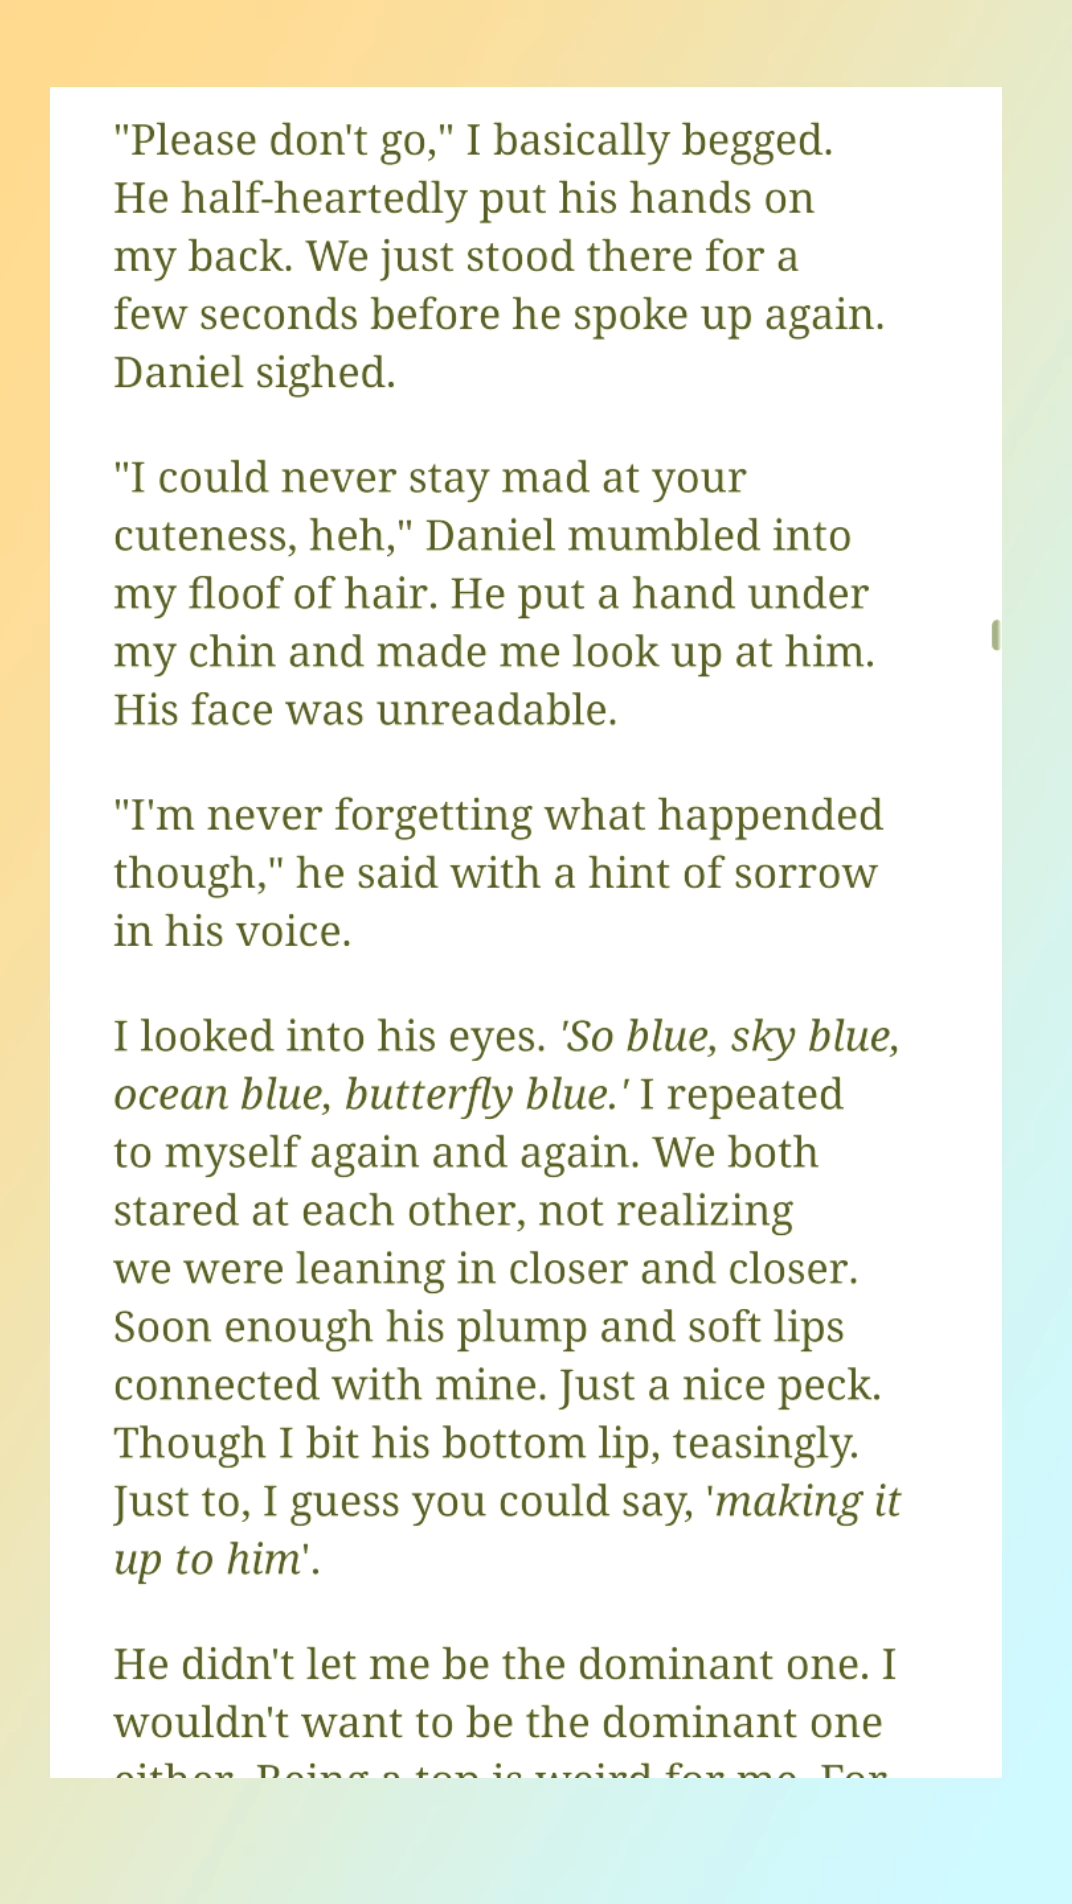 "Please don't go," I basically begged.
He half-heartedly put his hands on
my back. We just stood there for a
few seconds before he spoke up again.
Daniel sighed.
"I could never stay mad at your
cuteness, heh," Daniel mumbled into
my floof of hair. He put a hand under
my chin and made me look up at him.
His face was unreadable.
"I'm never forgetting what happended
though," he said with a hint of sorrow
in his voice.
I looked into his eyes. 'So blue, sky blue,
ocean blue, butterfly blue.' I repeated
to myself again and again. We both
stared at each other, not realizing
we were leaning in closer and closer.
Soon enough his plump and soft lips
connected with mine. Just a nice peck.
Though I bit his bottom lip, teasingly.
Just to, I guess you could say, 'making it
up to him'.
He didn't let me be the dominant one. I
wouldn't want to be the dominant one
either. Being a top is weird for me. For